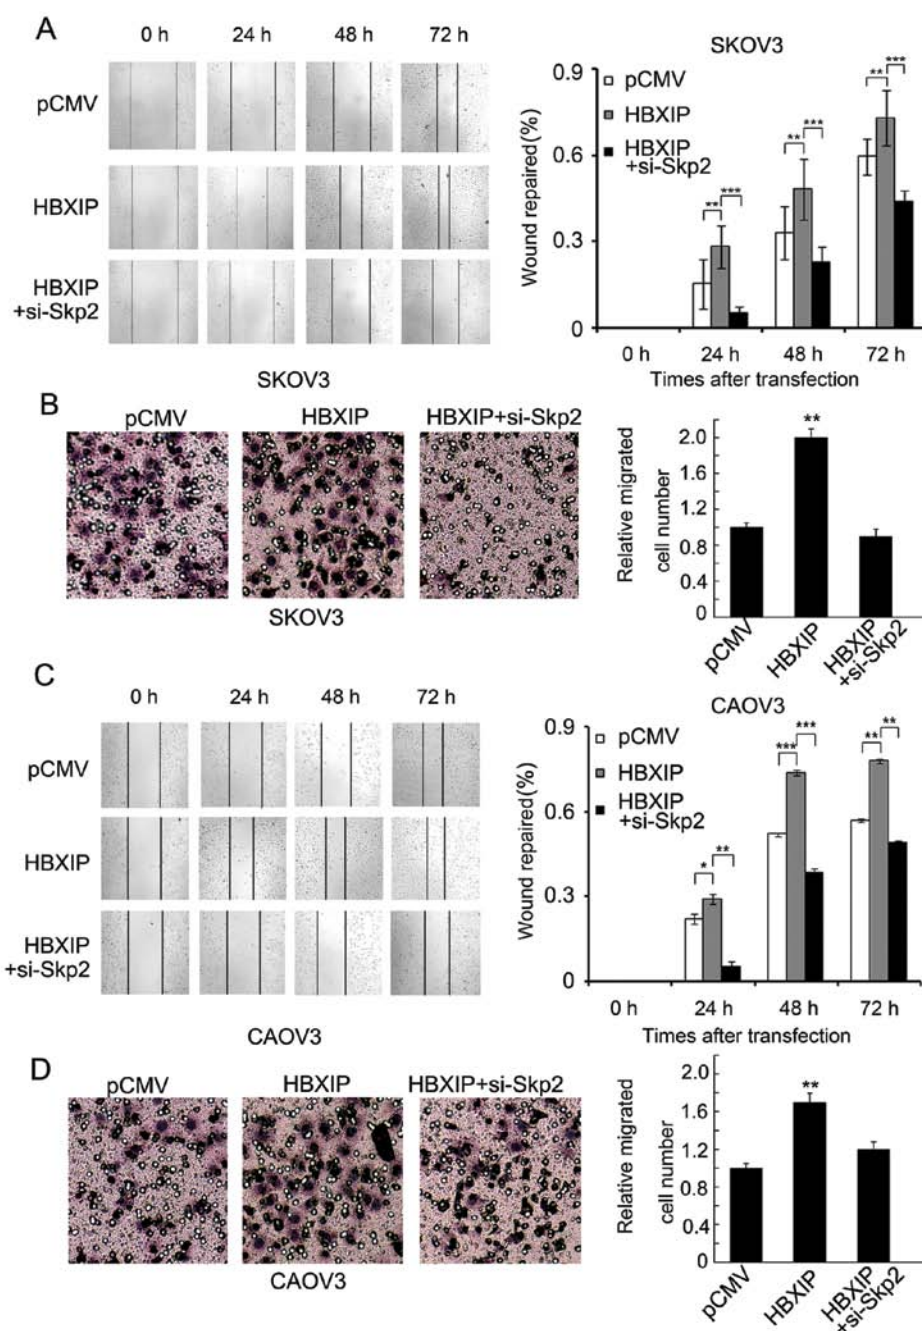 A
0 h 24 h 48 h 72 h
pCMV
HBXIP
HBXIP
+si-Skp2
SKOV3
SKOV3
Wound repaired(%)
0.9
0.6
0.3
0
pCMV
HBXIP
HBXIP
+si-Skp2
** ***
** ***
** ***
0 h 24 h 48 h 72 h
Times after transfection
B
pCMV HBXIP HBXIP+si-Skp2
SKOV3
Relative migrated
cell number
2.0
1.6
1.2
0.8
0.4
0
**
pCMV
HBXIP
HBXIP
+si-Skp2
C
0 h 24 h 48 h 72 h
pCMV
HBXIP
HBXIP
+si-Skp2
CAOV3
CAOV3
Wound repaired(%)
0.9
0.6
0.3
0
pCMV
HBXIP
HBXIP
+si-Skp2
* **
*** ***
** **
0 h 24 h 48 h 72 h
Times after transfection
D
pCMV HBXIP HBXIP+si-Skp2
CAOV3
Relative migrated
cell number
2.0
1.6
1.2
0.8
0.4
0
**
pCMV
HBXIP
HBXIP
+si-Skp2